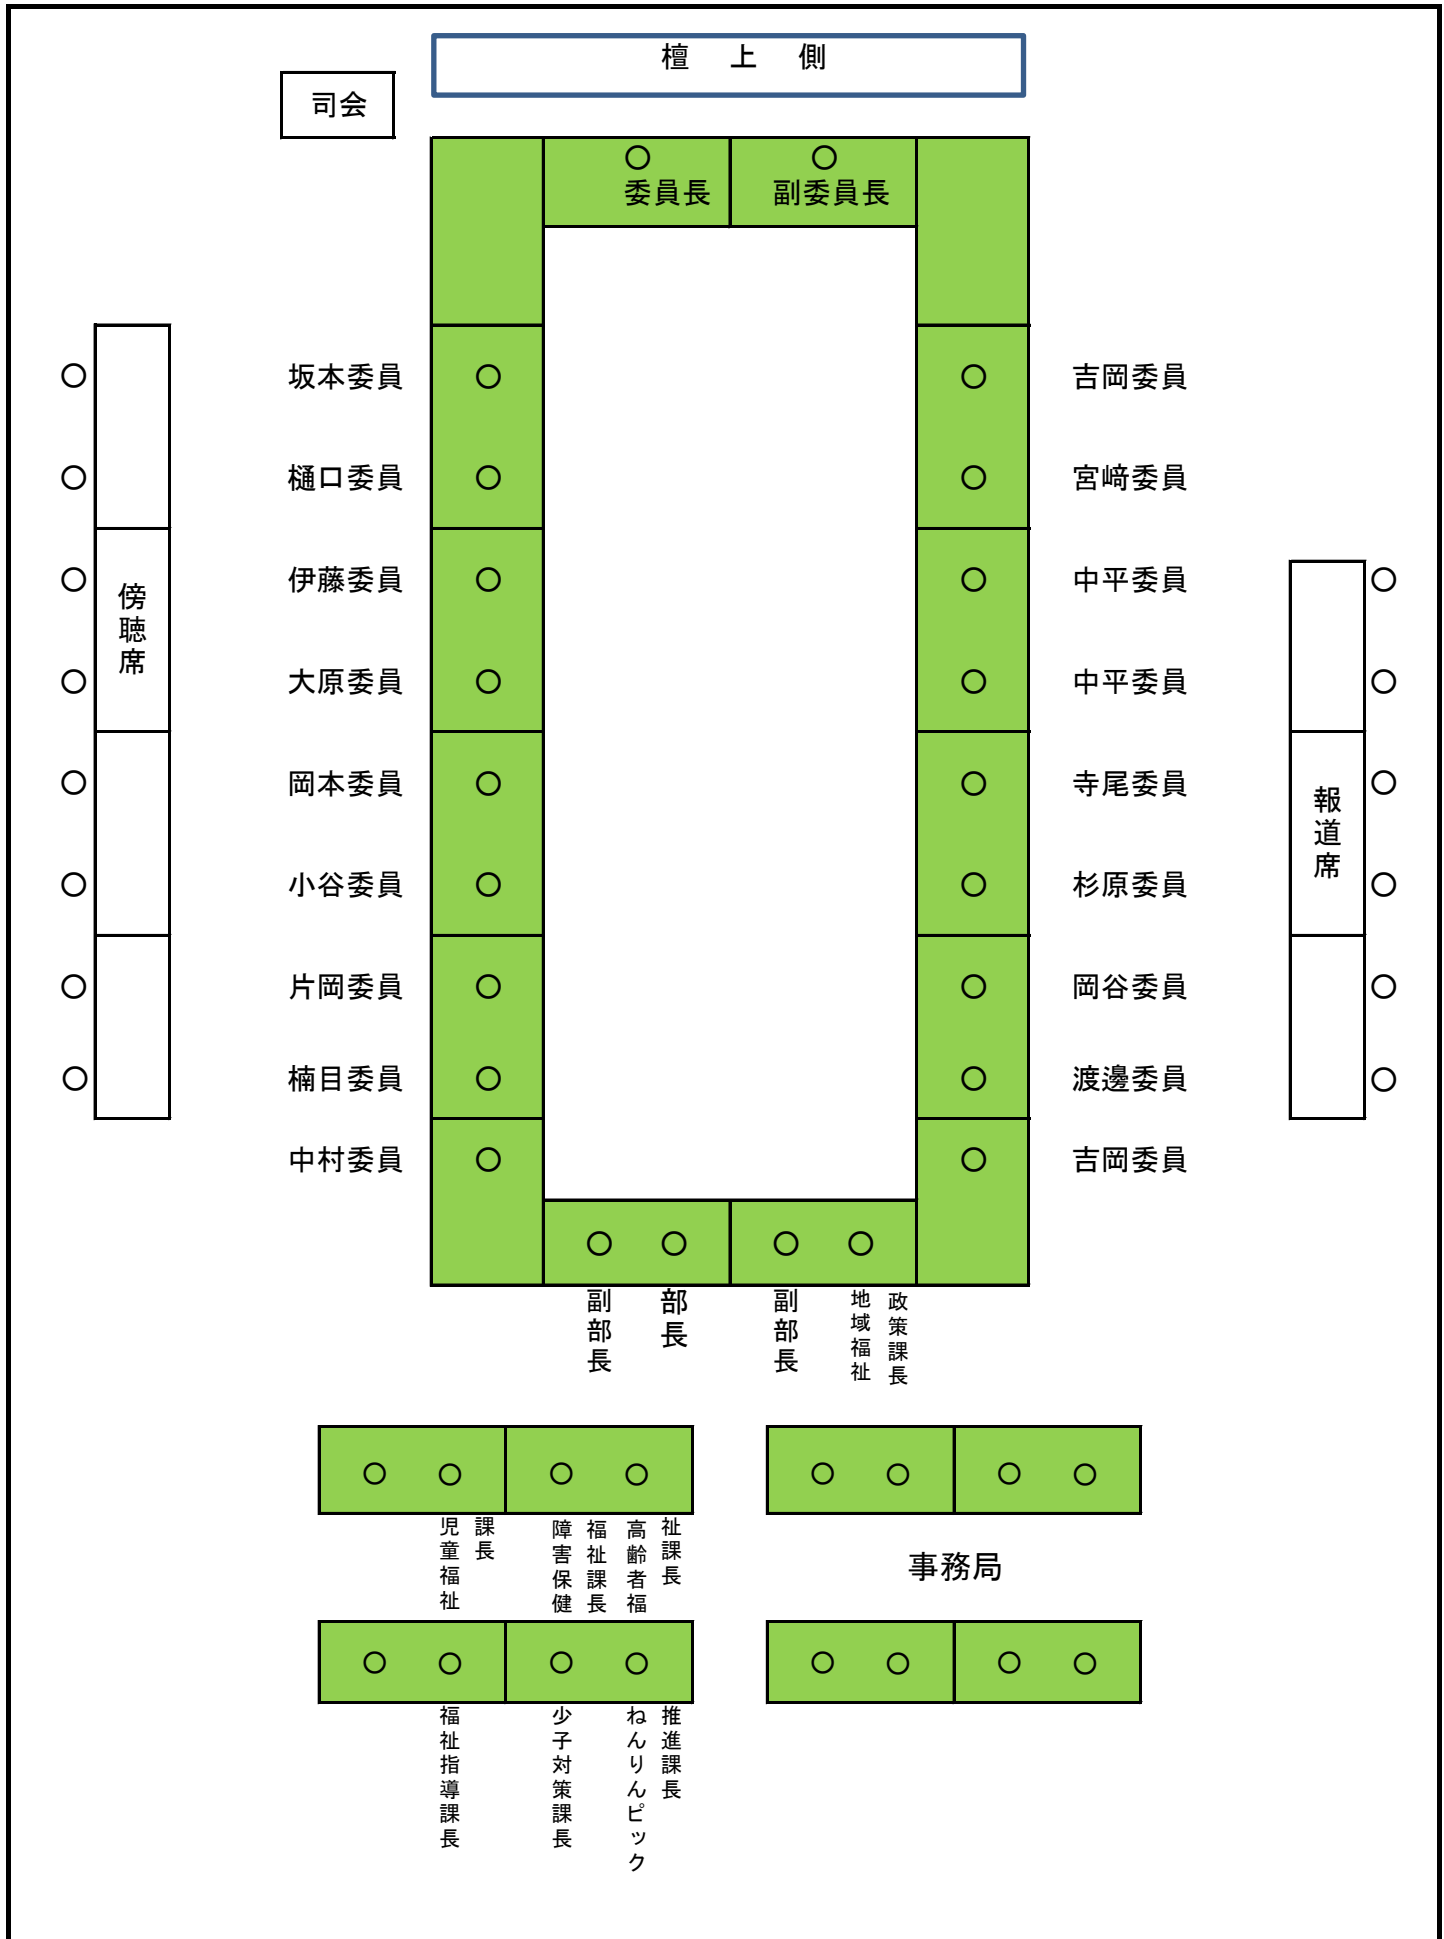 檀上側
司会
委員長
副委員長
坂本委員
吉岡委員
樋口委員
宮﨑委員
伊藤委員
中平委員
傍聴席
大原委員
中平委員
岡本委員
寺尾委員
報道席
小谷委員
杉原委員
片岡委員
岡谷委員
楠目委員
渡邊委員
中村委員
吉岡委員
副部長
部長
副部長
地域福祉
政策課長
児童福祉
課長
障害保健
福祉課長
高齢者福
祉課長
事務局
福祉指導課長
少子対策課長
ねんりんピック
推進課長